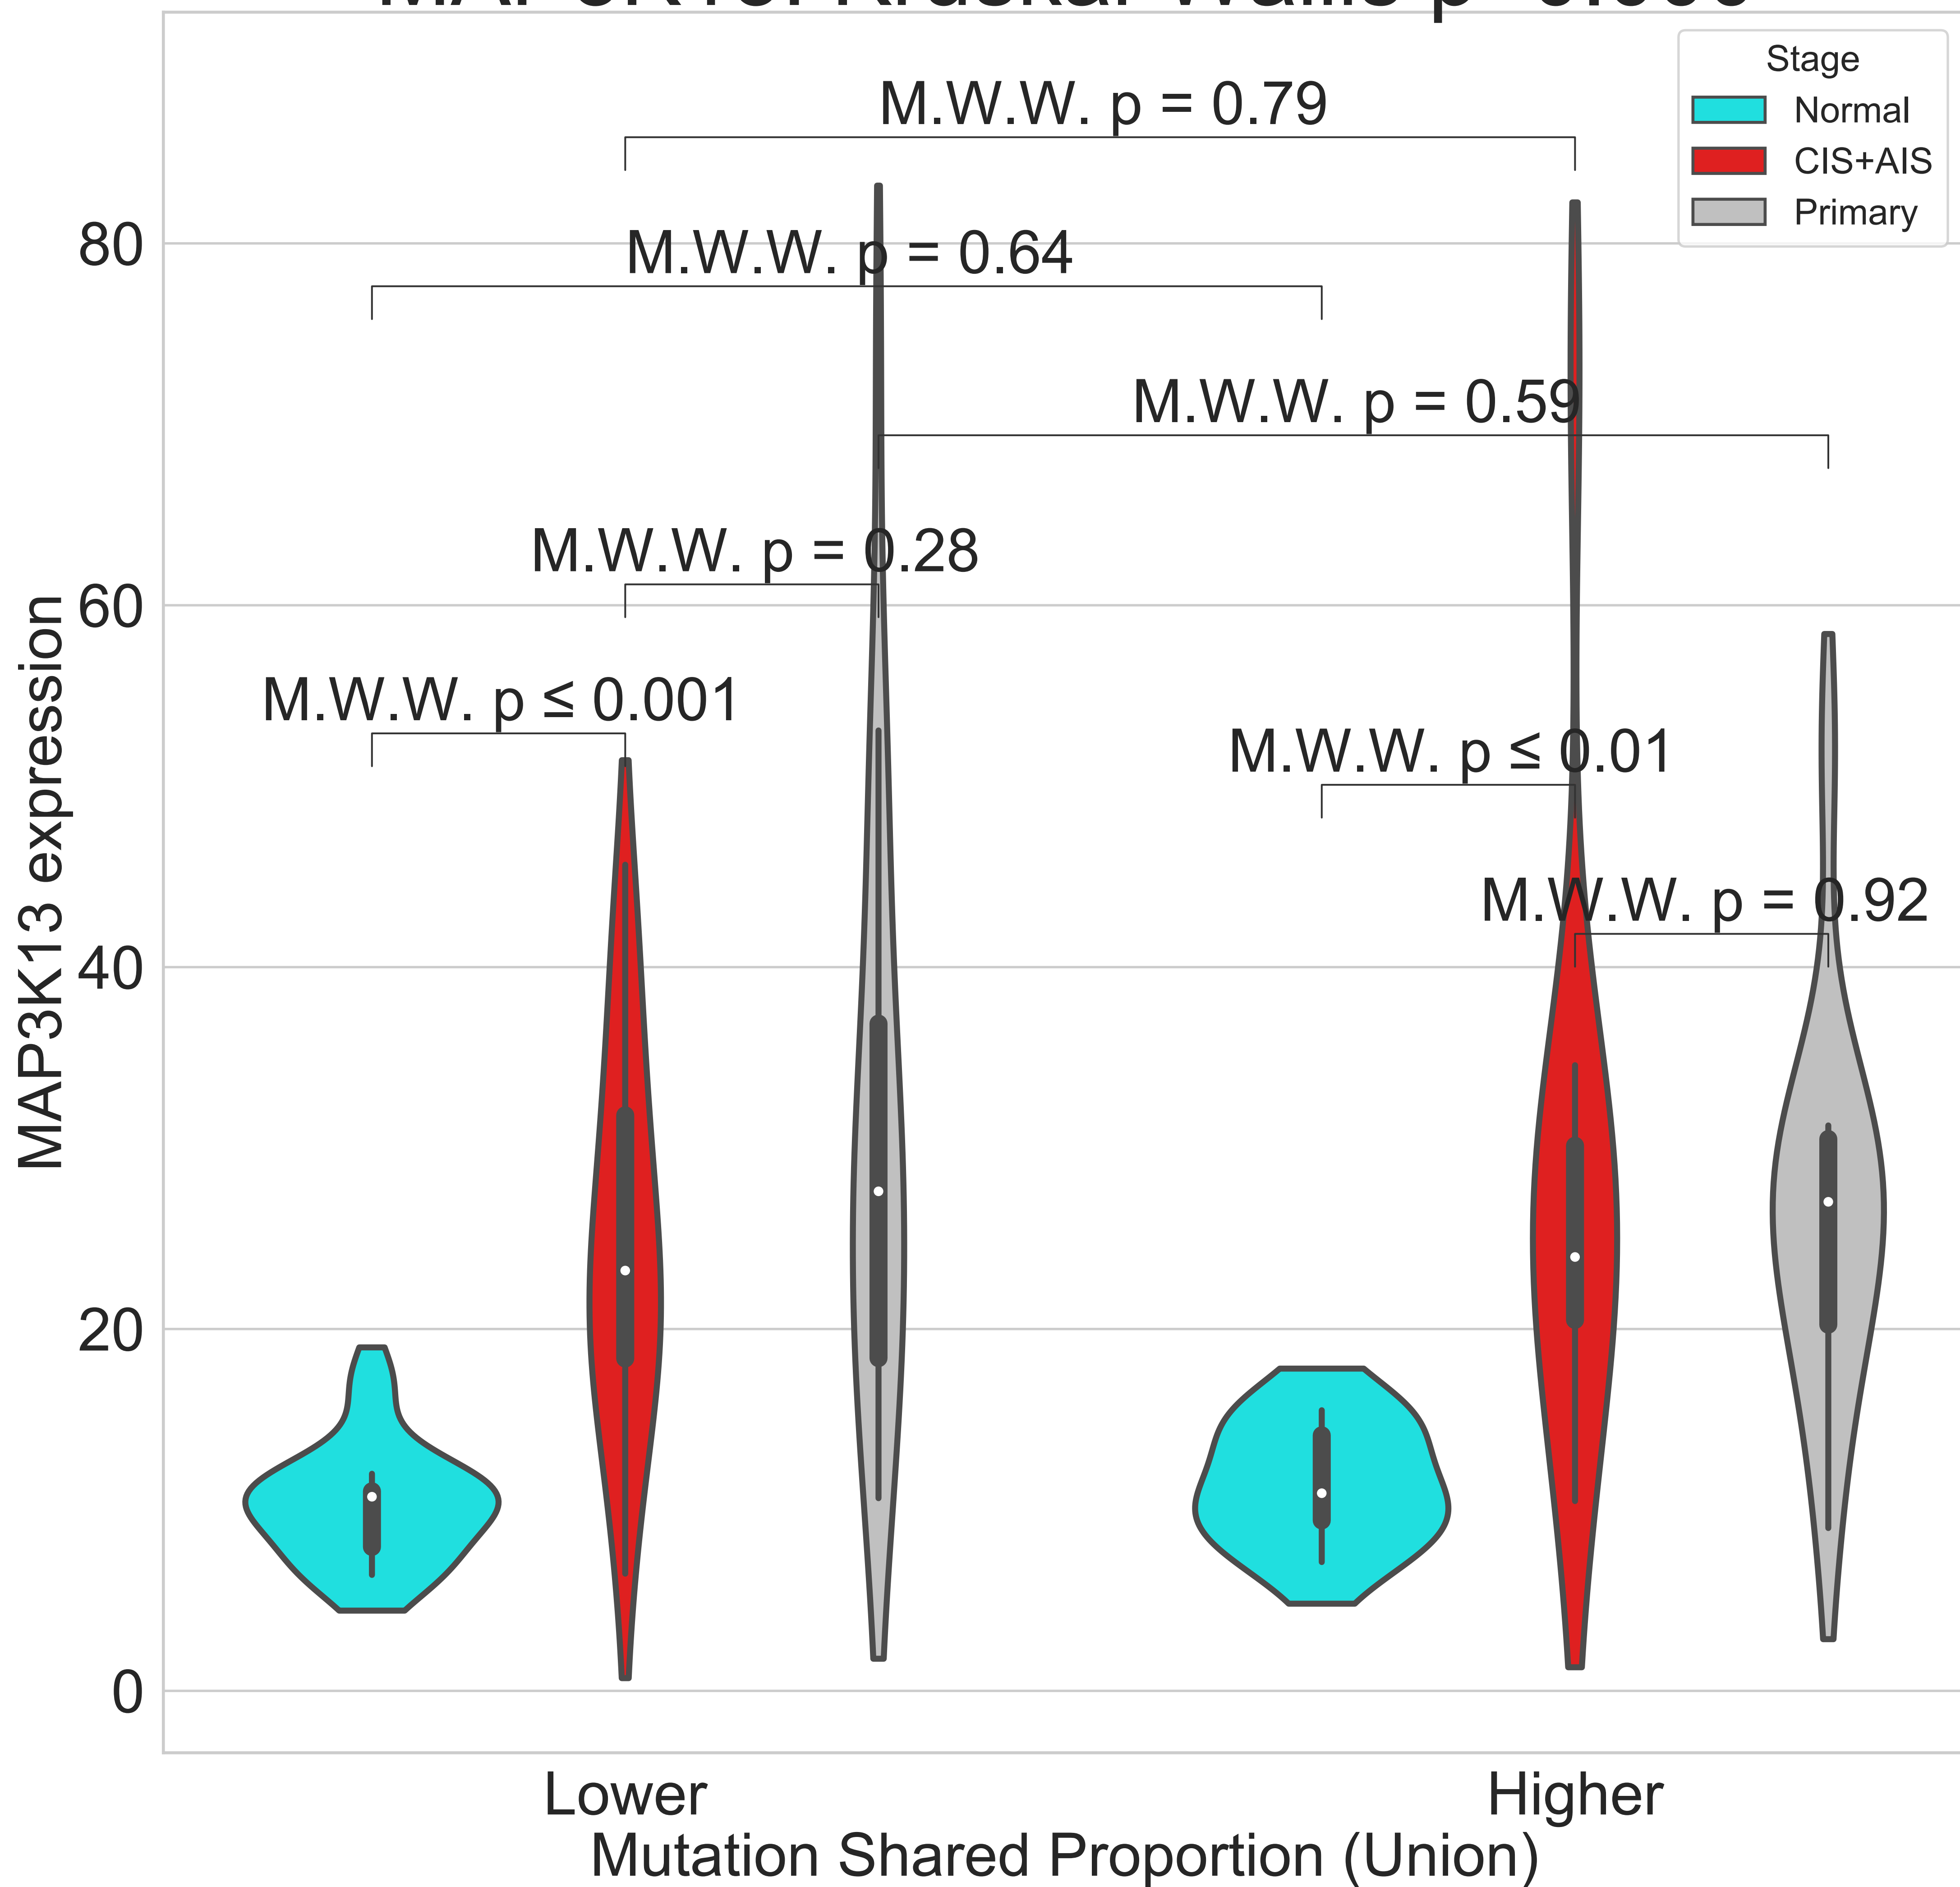 Stage
Normal
CIS+AIS
Primary
M.W.W. p = 0.79
M.W.W. p = 0.64
M.W.W. p = 0.59
M.W.W. p = 0.28
M.W.W. p ≤ 0.001
M.W.W. p ≤ 0.01
M.W.W. p = 0.92
80
60
40
20
0
MAP3K13 expression
Lower
Higher
Mutation Shared Proportion (Union)